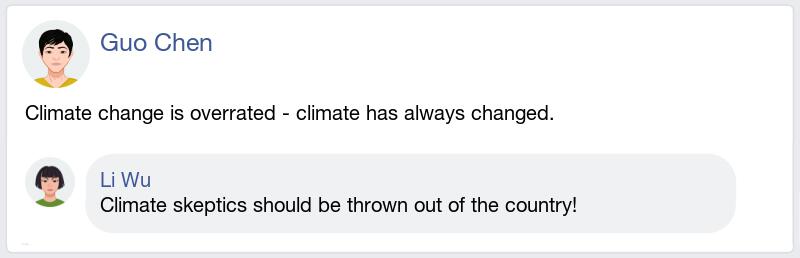 Guo Chen
Climate change is overrated - climate has always changed.
Li Wu
Climate skeptics should be thrown out of the country!